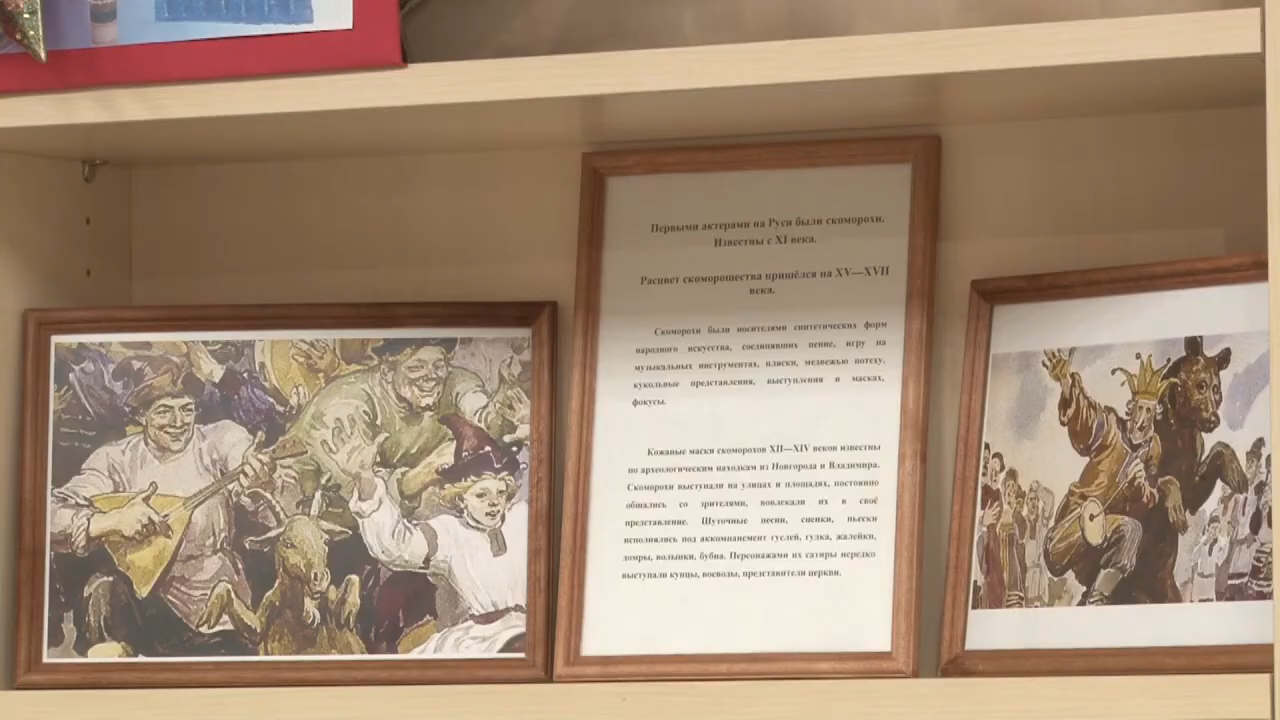 Первыми актерами на Руси были скоморохи.
Известны с XI века.
Расцвет скоморошества пришёлся на XV—XVII
века.
Скоморохи были носителями синтетических форм
народного искусства, соединявших пение, игру на
музыкальных инструментах, пляски, медвежью потеху,
кукольные представления, выступления в масках,
фокусы.
Кожаные маски скоморохов XII—XIV веков известны
по археологическим находкам из Новгорода и Владимира.
Скоморохи выступали на улицах и площадях, постоянно
общались со зрителями, вовлекали их в своё
представление. Шуточные песни, сценки, пьески
исполнялись под аккомпанемент гуслей, гудка, жалейки,
домры, волынки, бубна. Персонажами их сатиры нередко
выступали купцы, воеводы, представители церкви.